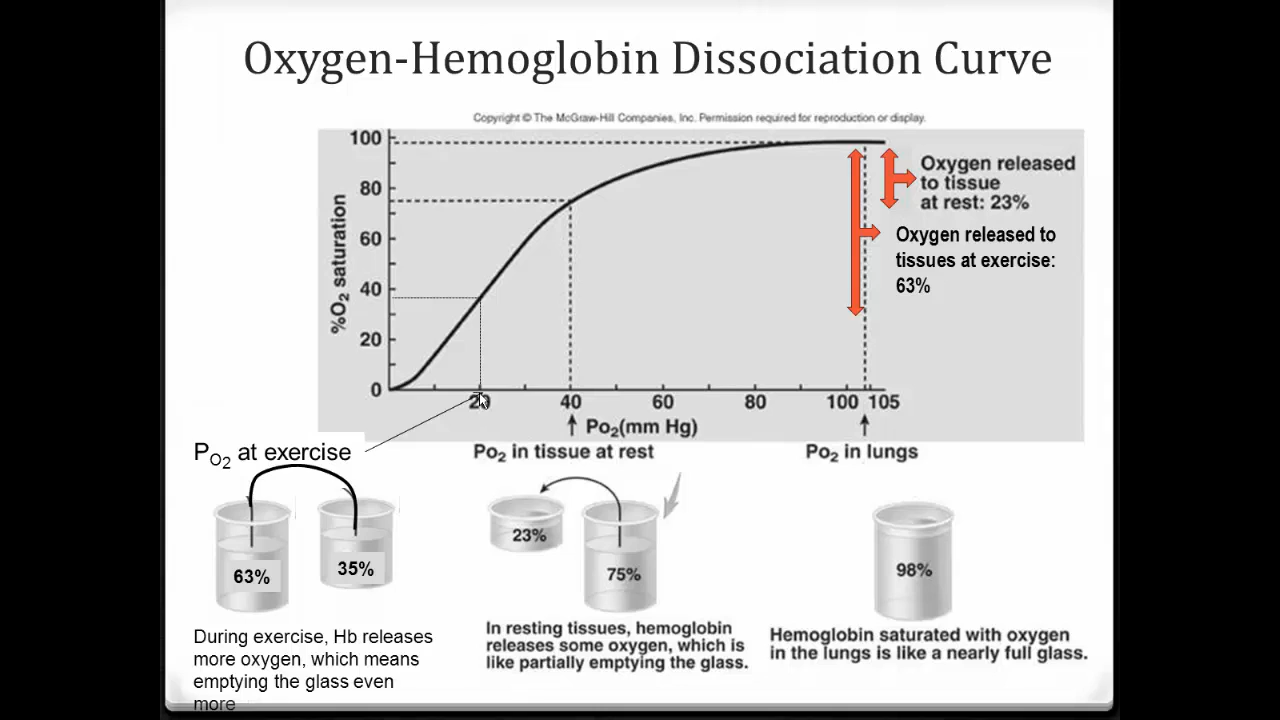 Oxygen-Hemoglobin Dissociation Curve
Copyright © The McGraw-Hill Companies, Inc. Permission required for reproduction or display.
100
80
60
40
20
0
%O2 saturation
20
40
60
80
100
105
Po2(mm Hg)
Oxygen released
to tissue
at rest: 23%
Oxygen released to
tissues at exercise:
63%
PO2 at exercise
Po2 in tissue at rest
Po2 in lungs
63%
35%
23%
75%
98%
During exercise, Hb releases
more oxygen, which means
emptying the glass even
more
In resting tissues, hemoglobin
releases some oxygen, which is
like partially emptying the glass.
Hemoglobin saturated with oxygen
in the lungs is like a nearly full glass.